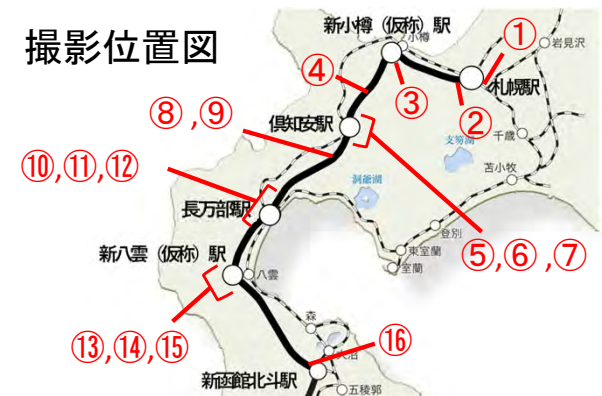 撮影位置図
新小樽（仮称）駅
小樽
①
岩見沢
④
③
②
札幌駅
⑧ ,⑨
倶知安駅
千歳
支笏湖
苫小牧
⑩,⑪,⑫
洞爺湖
長万部駅
登別
東室蘭
室蘭
⑤,⑥ ,⑦
新八雲（仮称）駅
八雲
森
⑬,⑭,⑮
⑯
大沼
新函館北斗駅
五稜郭